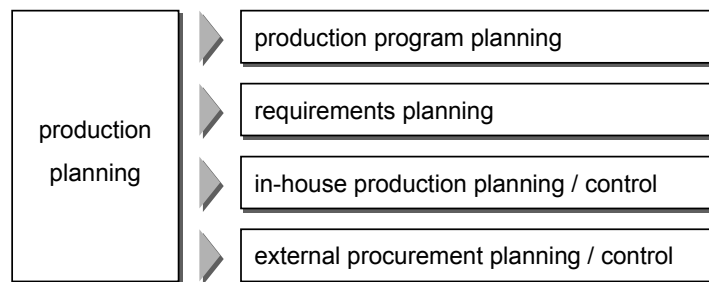 production
planning
production program planning
requirements planning
in-house production planning / control
external procurement planning / control